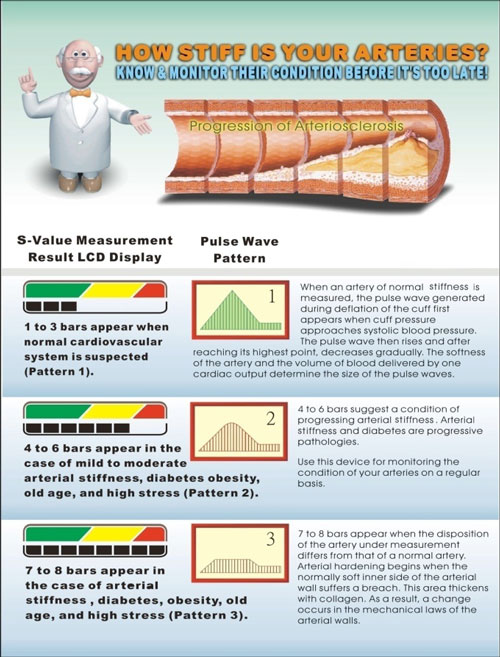 HOW STIFF IS YOUR ARTERIES?
KNOW & MONITOR THEIR CONDITION BEFORE IT'S TOO LATE!
Progression of Arteriosclerosis
S-Value Measurement
Result LCD Display
Pulse Wave
Pattern
1 to 3 bars appear when
normal cardiovascular
system is suspected
(Pattern 1).
1
When an artery of normal stiffness is
measured, the pulse wave generated
during deflation of the cuff first
appears when cuff pressure
approaches systolic blood pressure.
The pulse wave then rises and after
reaching its highest point, decreases gradually. The softness
of the artery and the volume of blood delivered by one
cardiac output determine the size of the pulse waves.
4 to 6 bars appear in the
case of mild to moderate
arterial stiffness, diabetes obesity,
old age, and high stress (Pattern 2).
2
4 to 6 bars suggest a condition of
progressing arterial stiffness. Arterial
stiffness and diabetes are progressive
pathologies.
Use this device for monitoring the
condition of your arteries on a regular
basis.
7 to 8 bars appear in
the case of arterial
stiffness , diabetes, obesity, old
age, and high stress (Pattern 3).
3
7 to 8 bars appear when the disposition
of the artery under measurement
differs from that of a normal artery.
Arterial hardening begins when the
normally soft inner side of the arterial
wall suffers a breach. This area thickens
with collagen. As a result, a change
occurs in the mechanical laws of the
arterial walls.